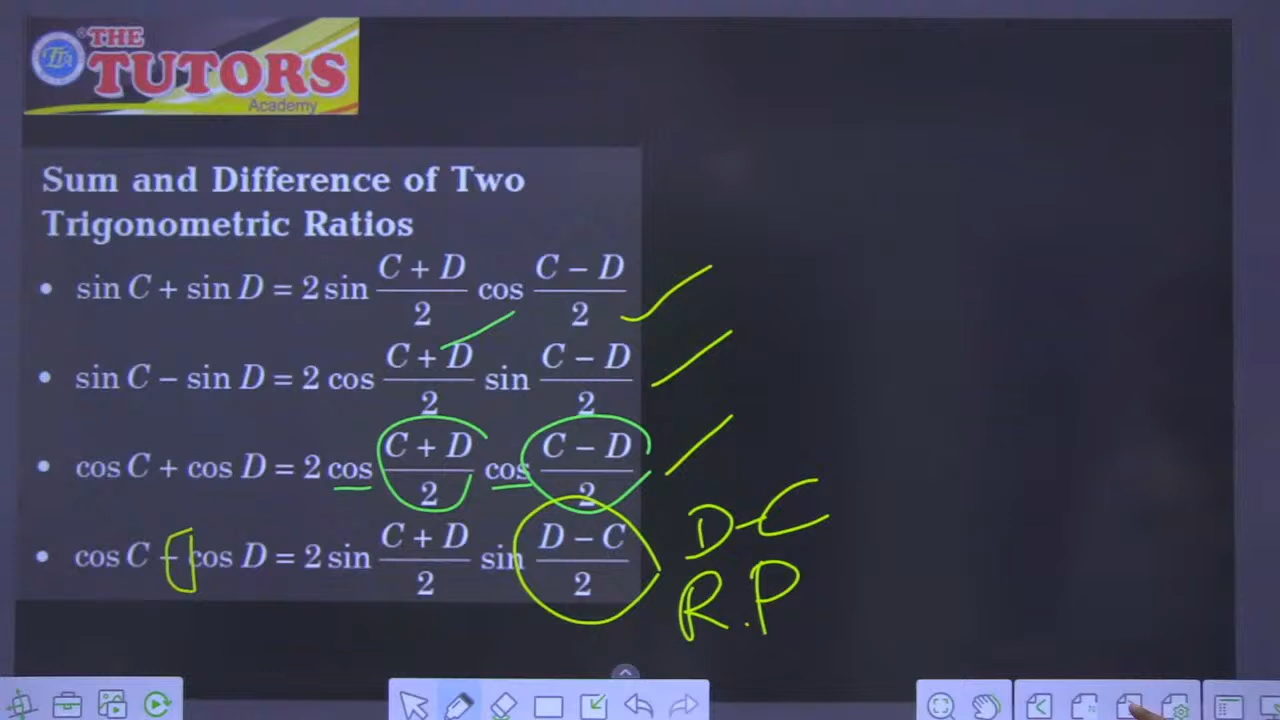 THE
TUTORS
Academy
Sum and Difference of Two
Trigonometric Ratios
• sin C + sin D = 2 sin (C + D)/2 cos (C − D)/2
• sin C − sin D = 2 cos (C + D)/2 sin (C − D)/2
• cos C + cos D = 2 cos (C + D)/2 cos (C − D)/2
• cos C − cos D = 2 sin (C + D)/2 sin (D − C)/2
D-C
R.P